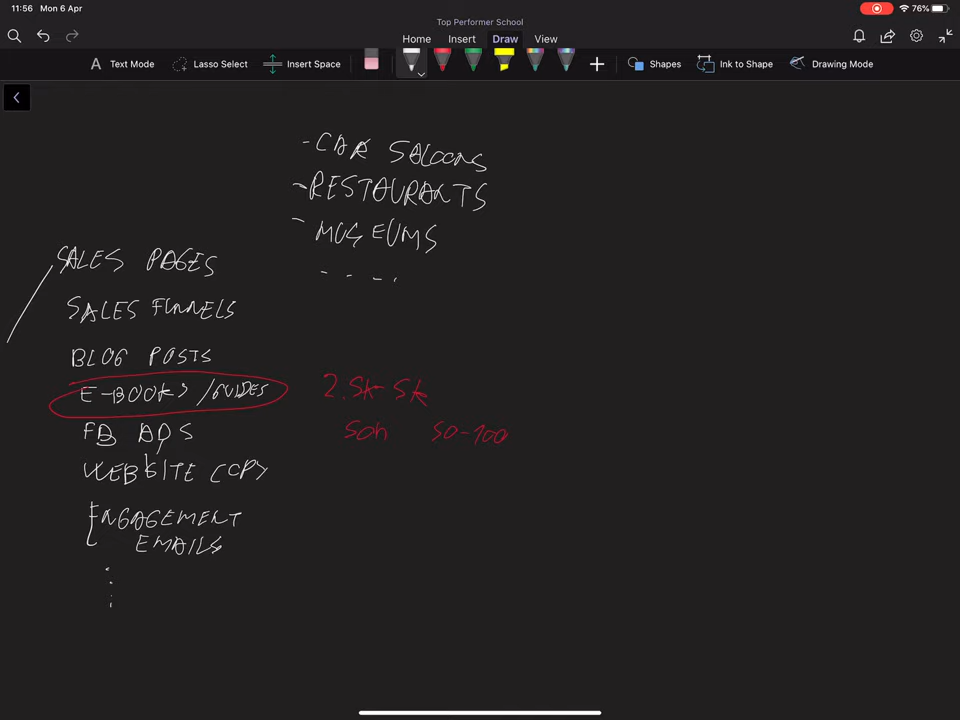 11:56 Mon 6 Apr
76%
Top Performer School
Home Insert Draw View
Text Mode Lasso Select Insert Space Shapes Ink to Shape Drawing Mode
- CAR SALOONS
- RESTAURANTS
- MUSEUMS
- - - .
SALES PAGES
SALES FUNNELS
BLOG POSTS
E-BOOKS / GUIDES
2.5k - 5k
FB ADS
50h 50-100
WEBSITE COPY
ENGAGEMENT
EMAILS